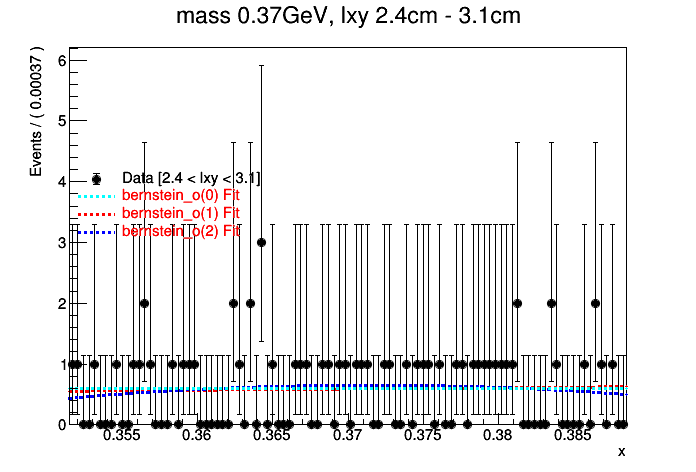 mass 0.37GeV, lxy 2.4cm - 3.1cm
Events / ( 0.00037 )
6
5
4
3
2
1
0
Data [2.4 < lxy < 3.1]
bernstein_o(0) Fit
bernstein_o(1) Fit
bernstein_o(2) Fit
0.355 0.36 0.365 0.37 0.375 0.38 0.385
x